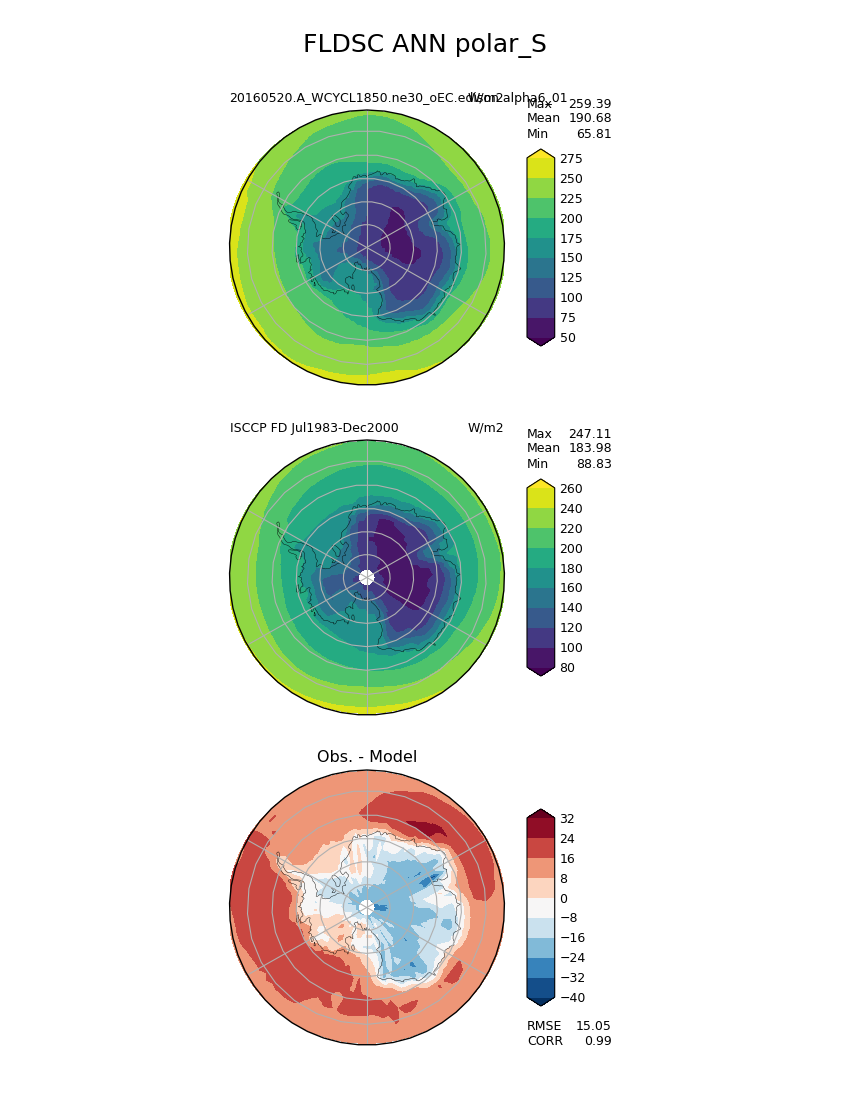 FLDSC ANN polar_S
20160520.A_WCYCL1850.ne30_oEC.edison.alpha6_01 W/m2
Max 259.39
Mean 190.68
Min 65.81
275
250
225
200
175
150
125
100
75
50
ISCCP FD Jul1983-Dec2000 W/m2
Max 247.11
Mean 183.98
Min 88.83
260
240
220
200
180
160
140
120
100
80
Obs. - Model
32
24
16
8
0
−8
−16
−24
−32
−40
RMSE 15.05
CORR 0.99